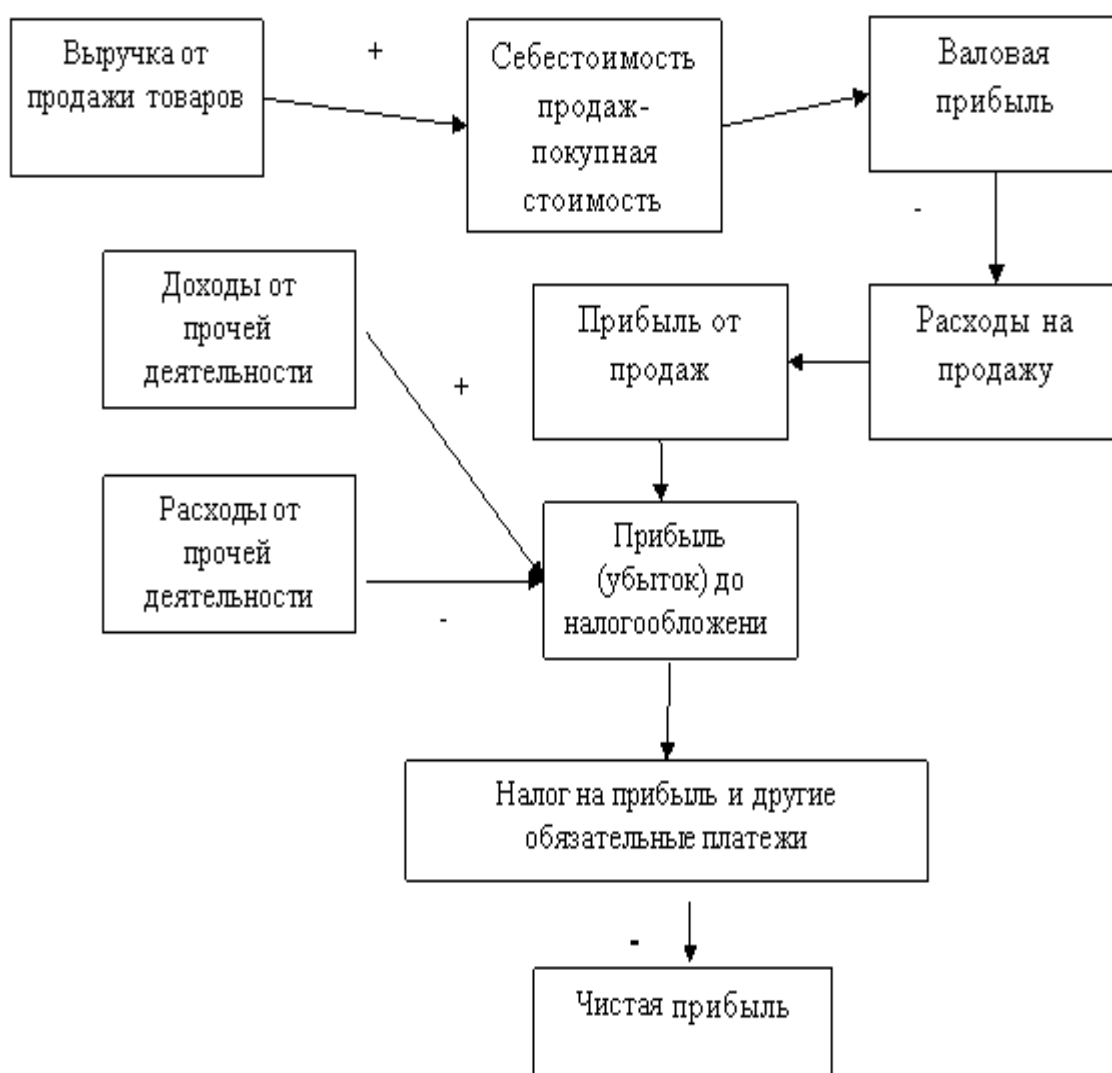 Выручка от
продажи товаров
+
Себестоимость
продаж-
покупная
стоимость
Валовая
прибыль
-
Доходы от
прочей
деятельности
+
Прибыль от
продаж
Расходы на
продажу
Расходы от
прочей
деятельности
-
Прибыль
(убыток) до
налогообложени
Налог на прибыль и другие
обязательные платежи
-
Чистая прибыль